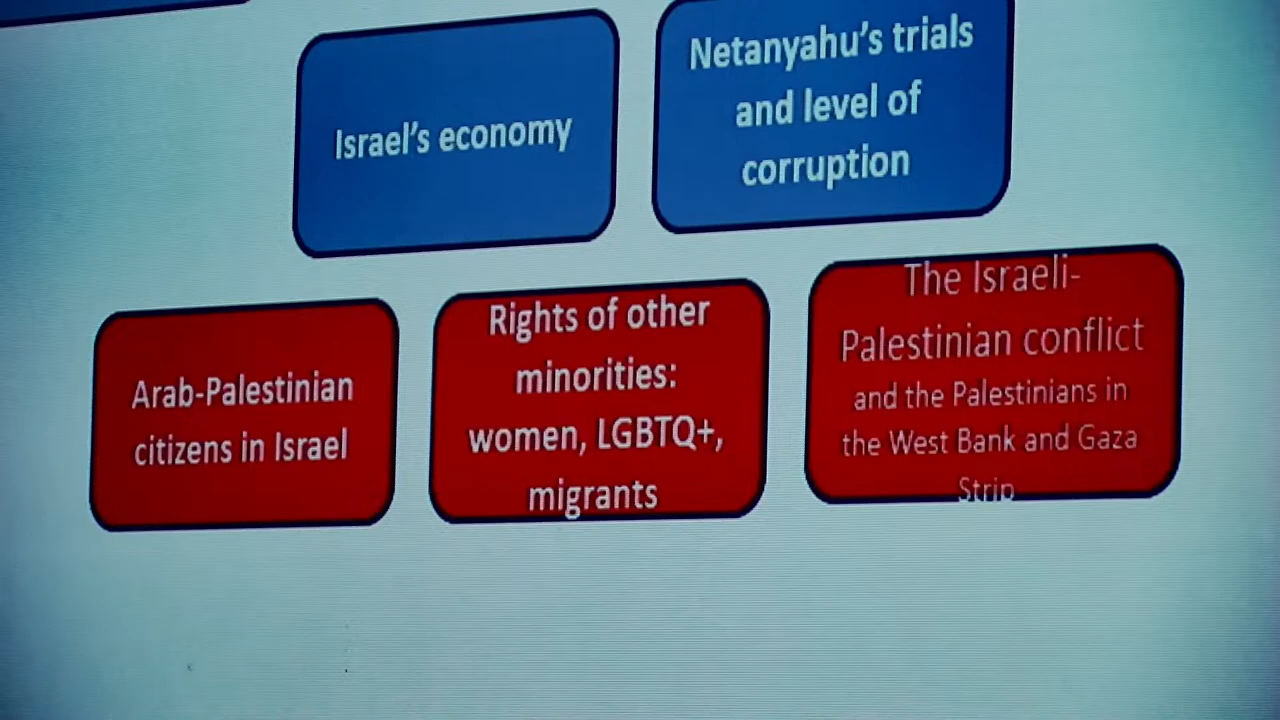 Israel’s economy
Netanyahu’s trials
and level of
corruption
Arab-Palestinian
citizens in Israel
Rights of other
minorities:
women, LGBTQ+,
migrants
The Israeli-
Palestinian conflict
and the Palestinians in
the West Bank and Gaza
Strip